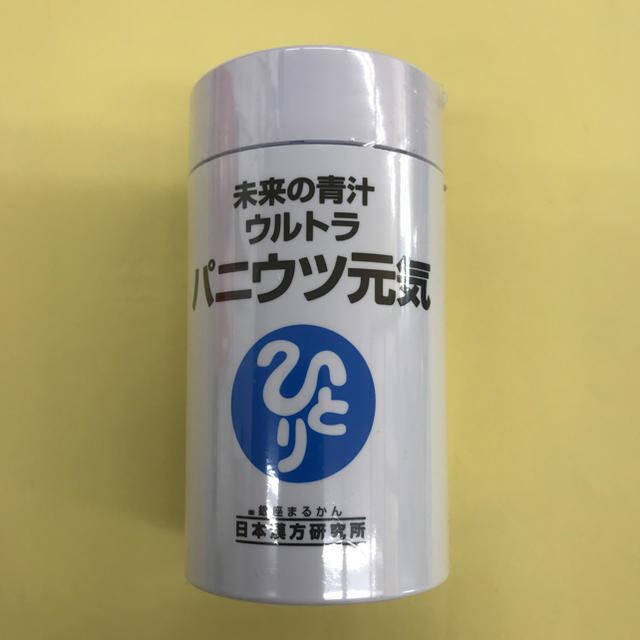 未来の青汁
ウルトラ
パニウツ元気
ひとり
㈱銀座まるかん
日本漢方研究所